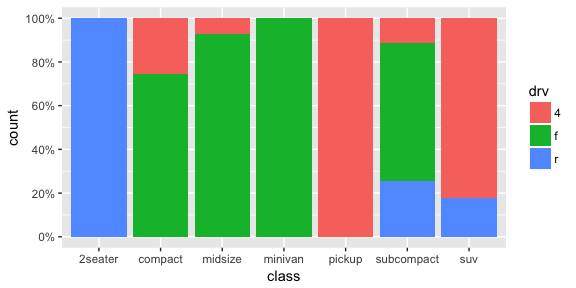 100%
80%
60%
40%
20%
0%
count
2seater compact midsize minivan pickup subcompact suv
class
drv
4
f
r